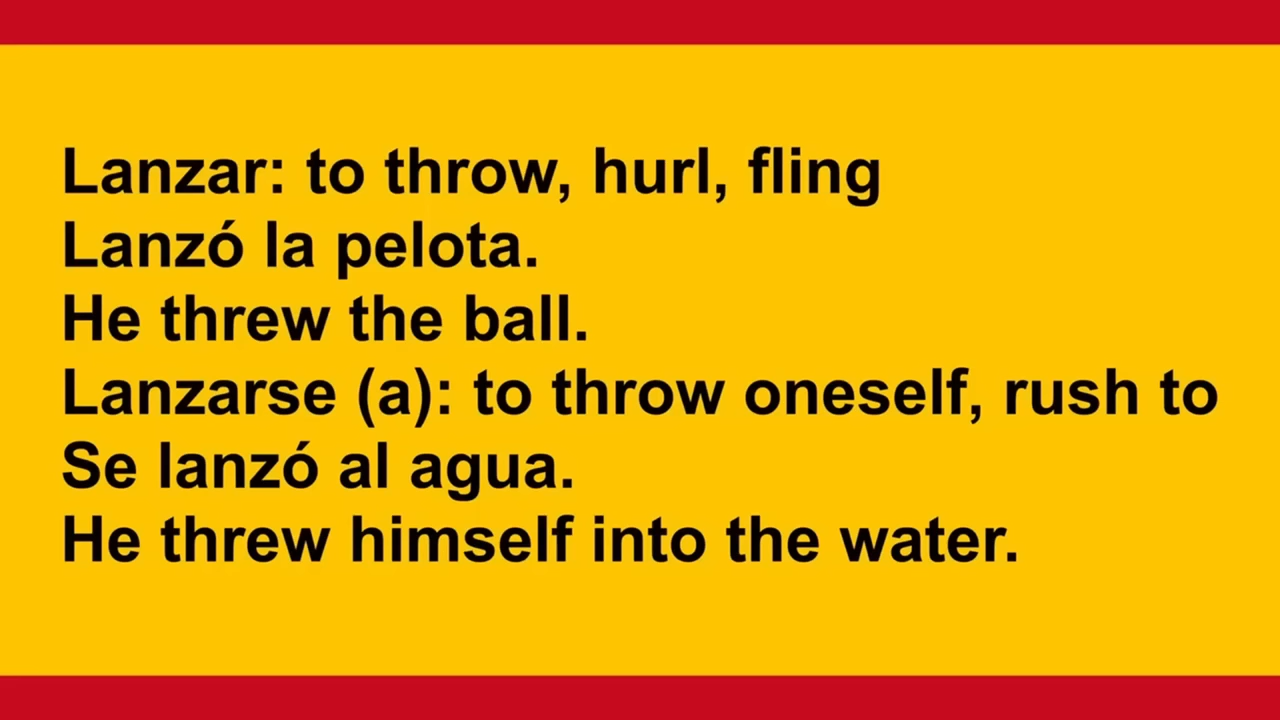 Lanzar: to throw, hurl, fling
Lanzó la pelota.
He threw the ball.
Lanzarse (a): to throw oneself, rush to
Se lanzó al agua.
He threw himself into the water.